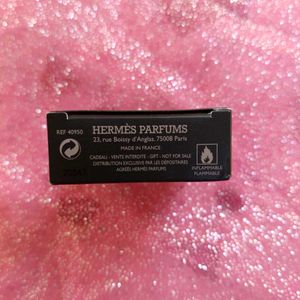 REF 40950
HERMÈS PARFUMS
23, rue Boissy d'Anglas, 75008 Paris
MADE IN FRANCE
CADEAU - VENTE INTERDITE - GIFT - NOT FOR SALE
DISTRIBUTION EXCLUSIVE PAR LES DÉPOSITAIRES
AGRÉÉS HERMÈS PARFUMS
INFLAMMABLE
FLAMMABLE